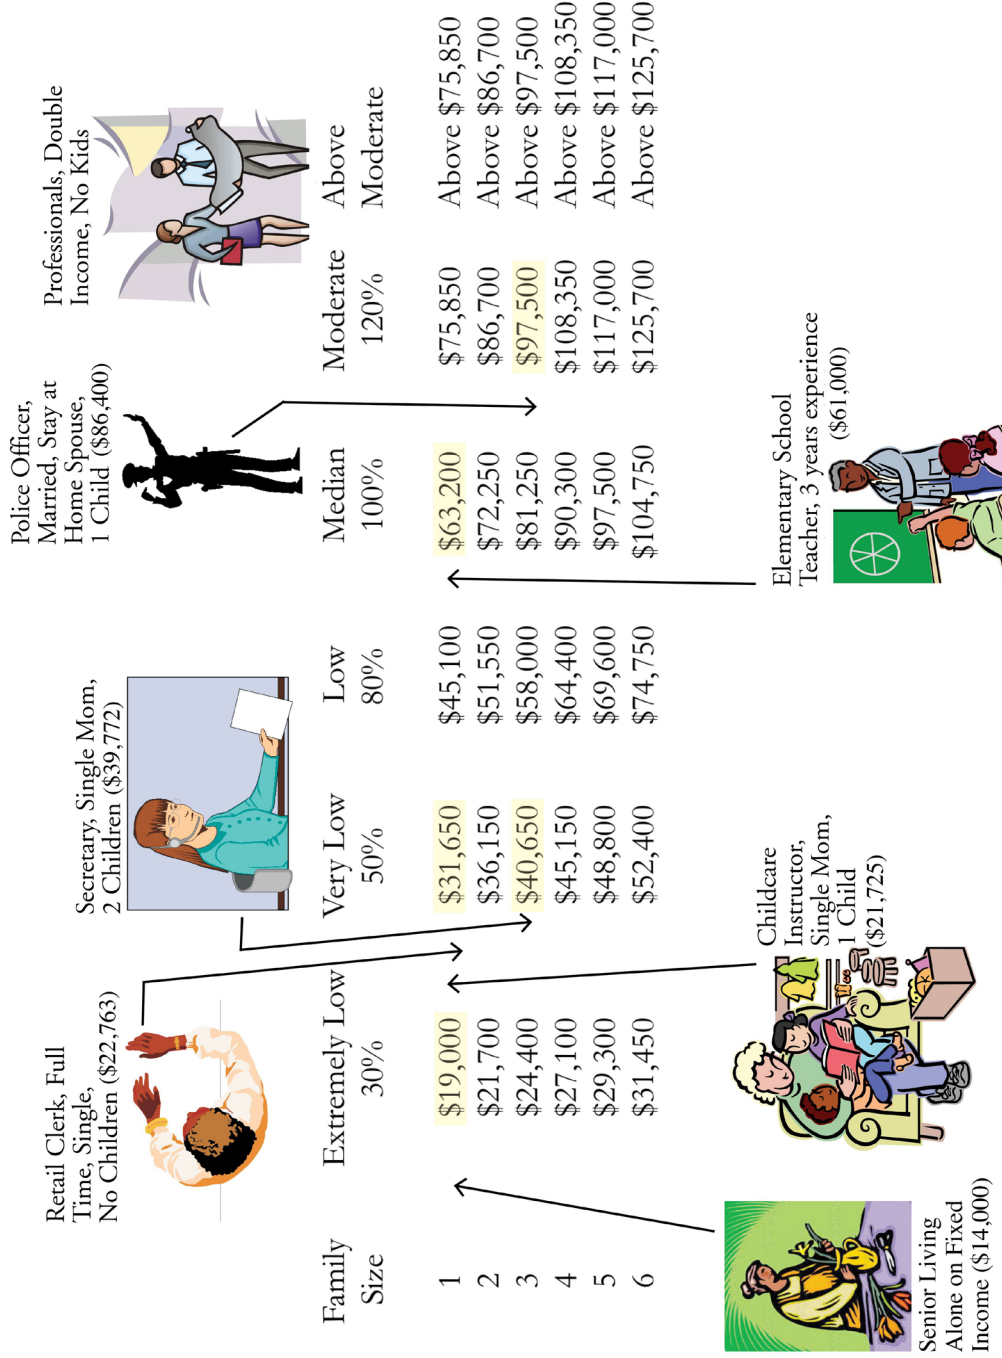 Retail Clerk, Full
Time, Single,
No Children ($22,763)
Secretary, Single Mom,
2 Children ($39,772)
Police Officer,
Married, Stay at
Home Spouse,
1 Child ($86,400)
Professionals, Double
Income, No Kids
Family Size Extremely Low 30% Very Low 50% Low 80% Median 100% Moderate 120% Above Moderate
1 $19,000 $31,650 $45,100 $63,200 $75,850 Above $75,850
2 $21,700 $36,150 $51,550 $72,250 $86,700 Above $86,700
3 $24,400 $40,650 $58,000 $81,250 $97,500 Above $97,500
4 $27,100 $45,150 $64,400 $90,300 $108,350 Above $108,350
5 $29,300 $48,800 $69,600 $97,500 $117,000 Above $117,000
6 $31,450 $52,400 $74,750 $104,750 $125,700 Above $125,700
Senior Living
Alone on Fixed
Income ($14,000)
Childcare
Instructor,
Single Mom,
1 Child
($21,725)
Elementary School
Teacher, 3 years experience
($61,000)